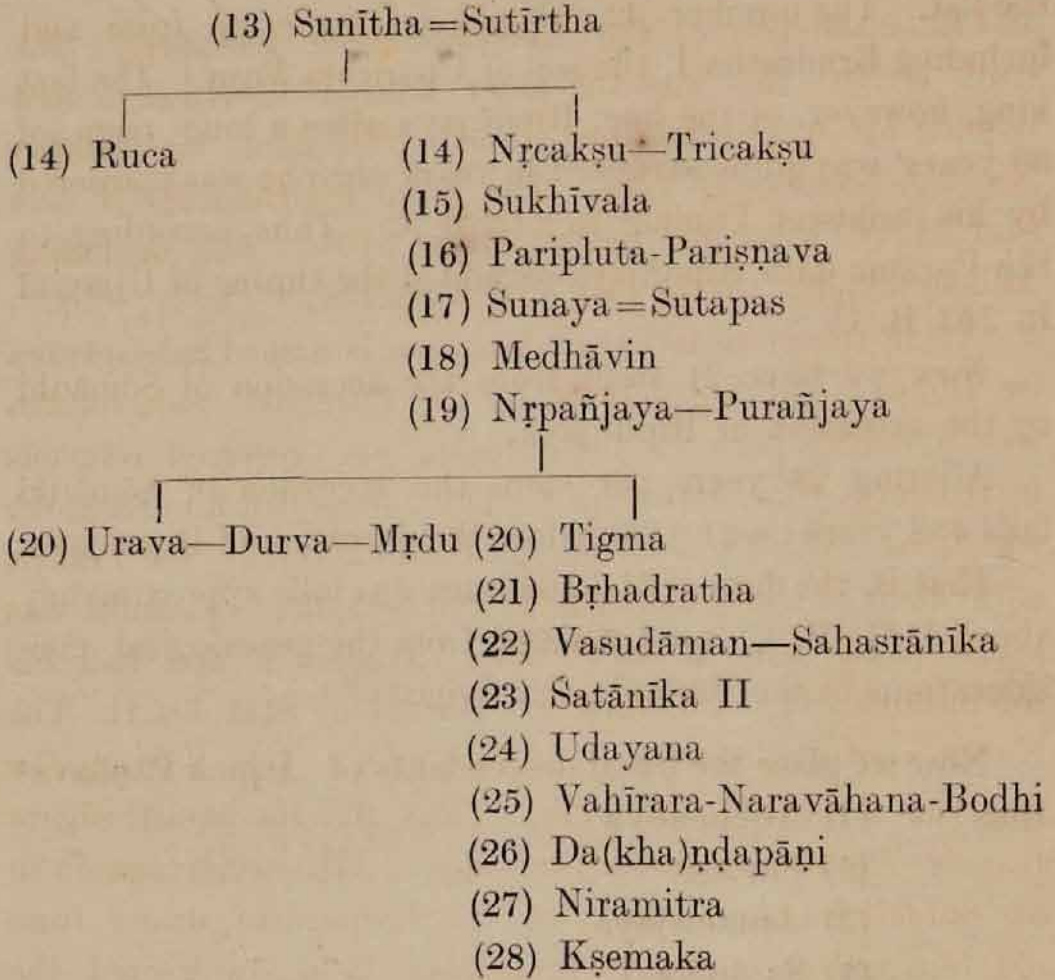 (13) Sunītha=Sutīrtha
(14) Ruca (14) Nṛcakṣu—Tricakṣu
(15) Sukhīvala
(16) Paripluta-Pariṣṇava
(17) Sunaya=Sutapas
(18) Medhāvin
(19) Nṛpañjaya—Purañjaya
(20) Urava—Durva—Mṛdu (20) Tigma
(21) Bṛhadratha
(22) Vasudāman—Sahasrānīka
(23) Śatānīka II
(24) Udayana
(25) Vahīrara-Naravāhana-Bodhi
(26) Da(kha)ṇḍapāṇi
(27) Niramitra
(28) Kṣemaka